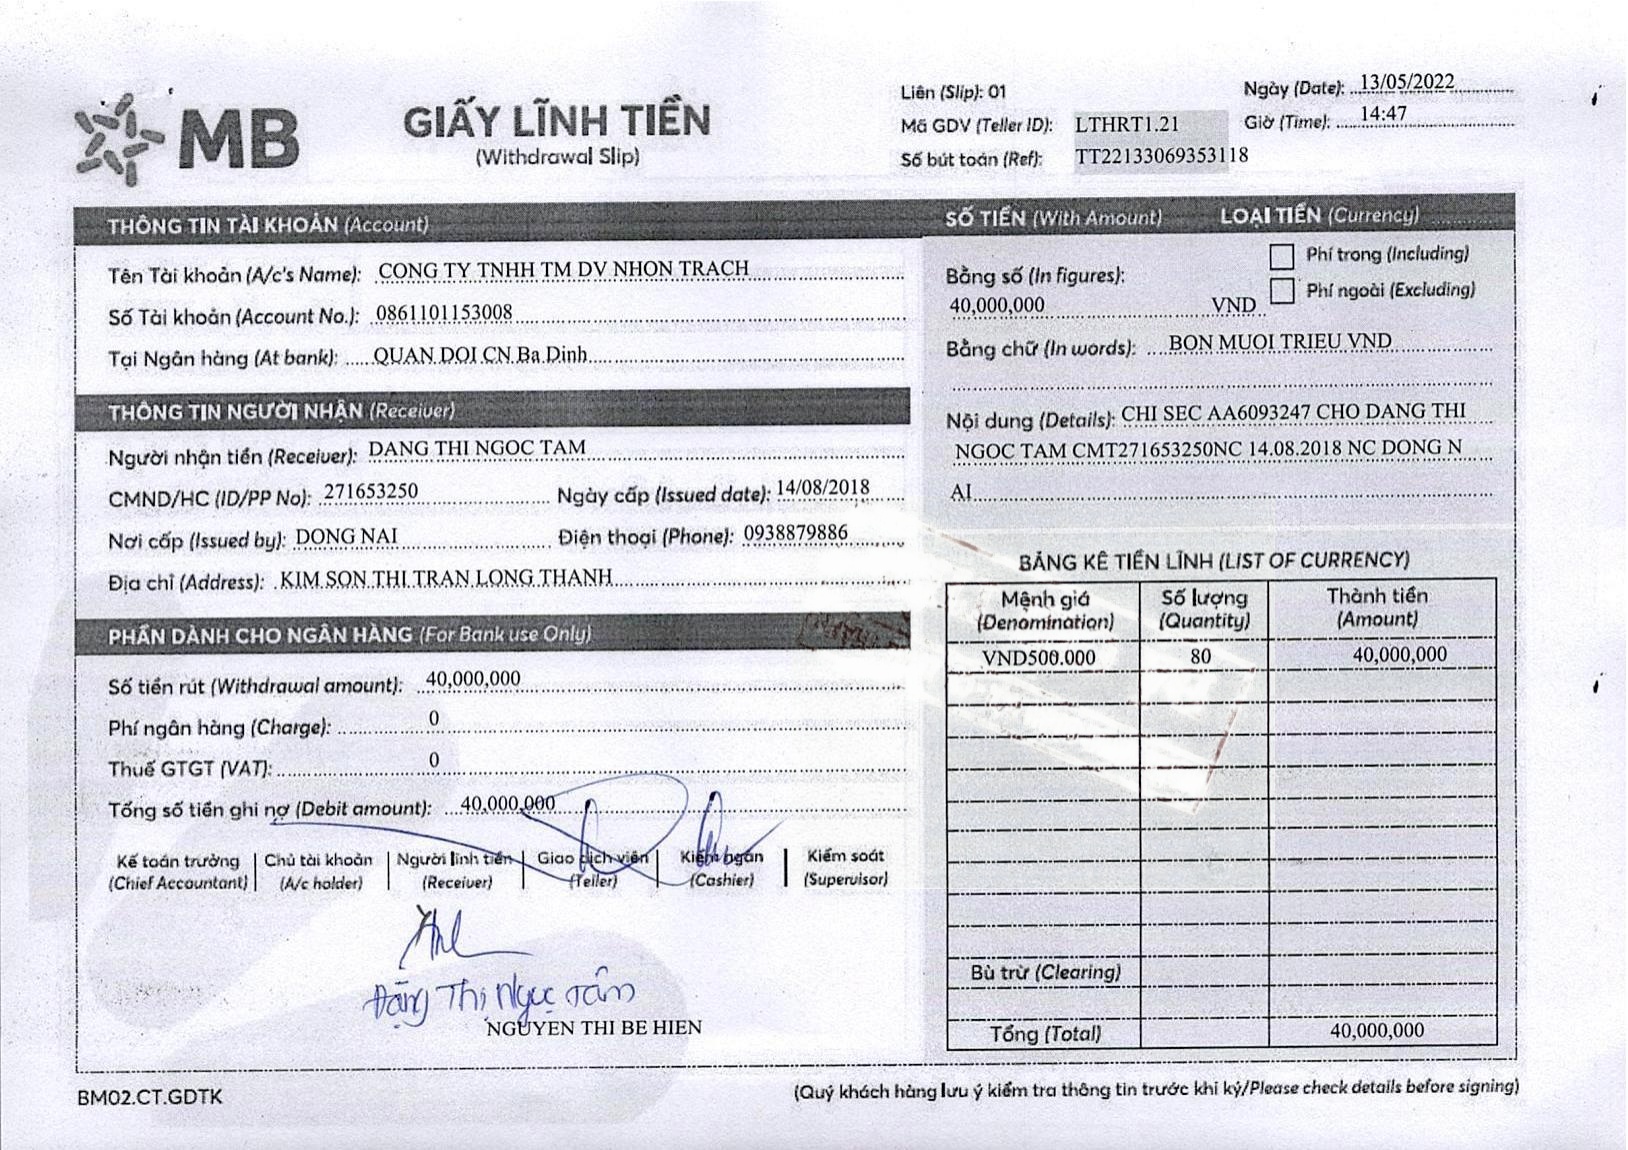 MB
GIẤY LĨNH TIỀN
(Withdrawal Slip)
Liên (Slip): 01
Mã GDV (Teller ID): LTHRT1.21
Số bút toán (Ref): TT22133069353118
Ngày (Date): 13/05/2022
Giờ (Time): 14:47
THÔNG TIN TÀI KHOẢN (Account)
Tên Tài khoản (A/c's Name): CONG TY TNHH TM DV NHON TRACH
Số Tài khoản (Account No.): 0861101153008
Tại Ngân hàng (At bank): QUAN DOI CN Ba Dinh
THÔNG TIN NGƯỜI NHẬN (Receiver)
Người nhận tiền (Receiver): DANG THI NGOC TAM
CMND/HC (ID/PP No): 271653250 Ngày cấp (Issued date): 14/08/2018
Nơi cấp (Issued by): DONG NAI Điện thoại (Phone): 0938879886
Địa chỉ (Address): KIM SON THI TRAN LONG THANH
PHẦN DÀNH CHO NGÂN HÀNG (For Bank use Only)
Số tiền rút (Withdrawal amount): 40,000,000
Phí ngân hàng (Charge): 0
Thuế GTGT (VAT): 0
Tổng số tiền ghi nợ (Debit amount): 40,000,000
Kế toán trưởng Chủ tài khoản Người lĩnh tiền Giao dịch viên Kiểm ngân Kiểm soát
(Chief Accountant) (A/c holder) (Receiver) (Teller) (Cashier) (Supervisor)
Đặng Thị Ngọc Tâm
NGUYEN THI BE HIEN
SỐ TIỀN (With Amount) LOẠI TIỀN (Currency)
Bằng số (In figures): Phí trong (Including)
40,000,000 VND Phí ngoài (Excluding)
Bằng chữ (In words): BON MUOI TRIEU VND
Nội dung (Details): CHI SEC AA6093247 CHO DANG THI
NGOC TAM CMT271653250NC 14.08.2018 NC DONG N
AI
BẢNG KÊ TIỀN LĨNH (LIST OF CURRENCY)
Mệnh giá Số lượng Thành tiền
(Denomination) (Quantity) (Amount)
VND500.000 80 40,000,000
Bù trừ (Clearing)
Tổng (Total) 40,000,000
BM02.CT.GDTK
(Quý khách hàng lưu ý kiểm tra thông tin trước khi ký/Please check details before signing)